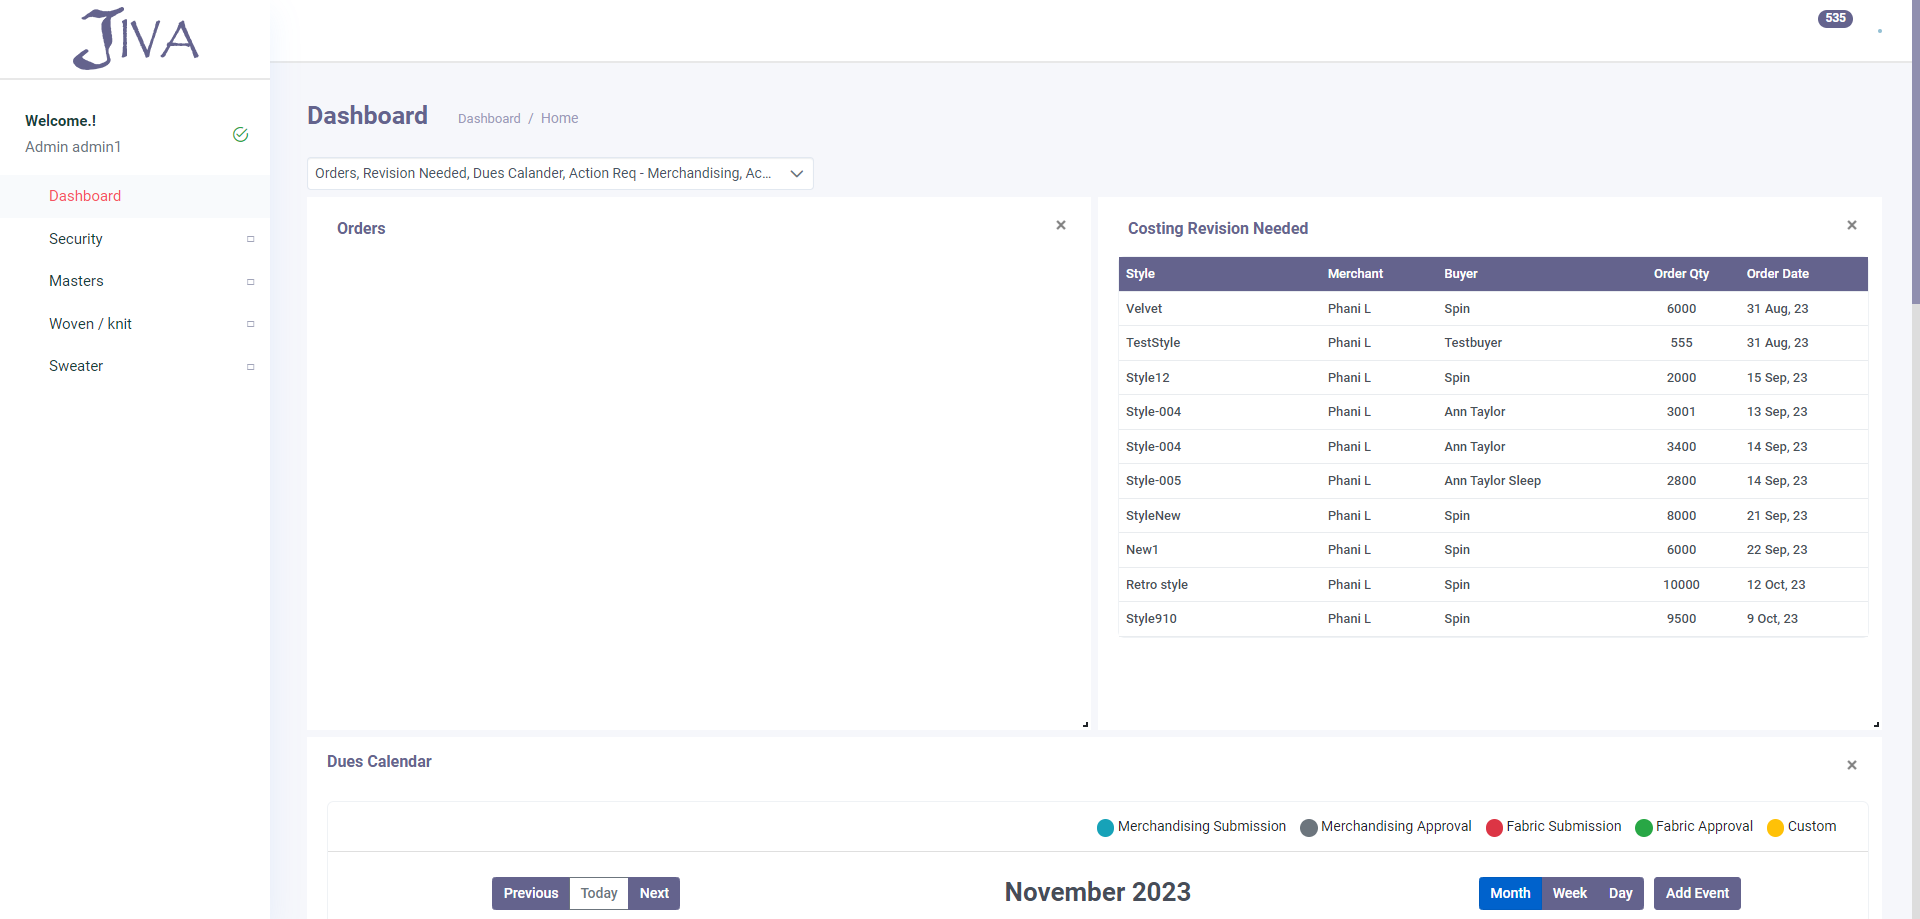 JIVA
535
Welcome.!
Admin admin1
Dashboard
Security
Masters
Woven / knit
Sweater
Dashboard
Dashboard / Home
Orders, Revision Needed, Dues Calander, Action Req - Merchandising, Ac...
Orders ×
Costing Revision Needed ×
Style Merchant Buyer Order Qty Order Date
Velvet Phani L Spin 6000 31 Aug, 23
TestStyle Phani L Testbuyer 555 31 Aug, 23
Style12 Phani L Spin 2000 15 Sep, 23
Style-004 Phani L Ann Taylor 3001 13 Sep, 23
Style-004 Phani L Ann Taylor 3400 14 Sep, 23
Style-005 Phani L Ann Taylor Sleep 2800 14 Sep, 23
StyleNew Phani L Spin 8000 21 Sep, 23
New1 Phani L Spin 6000 22 Sep, 23
Retro style Phani L Spin 10000 12 Oct, 23
Style910 Phani L Spin 9500 9 Oct, 23
Dues Calendar ×
Merchandising Submission Merchandising Approval Fabric Submission Fabric Approval Custom
Previous Today Next November 2023 Month Week Day Add Event